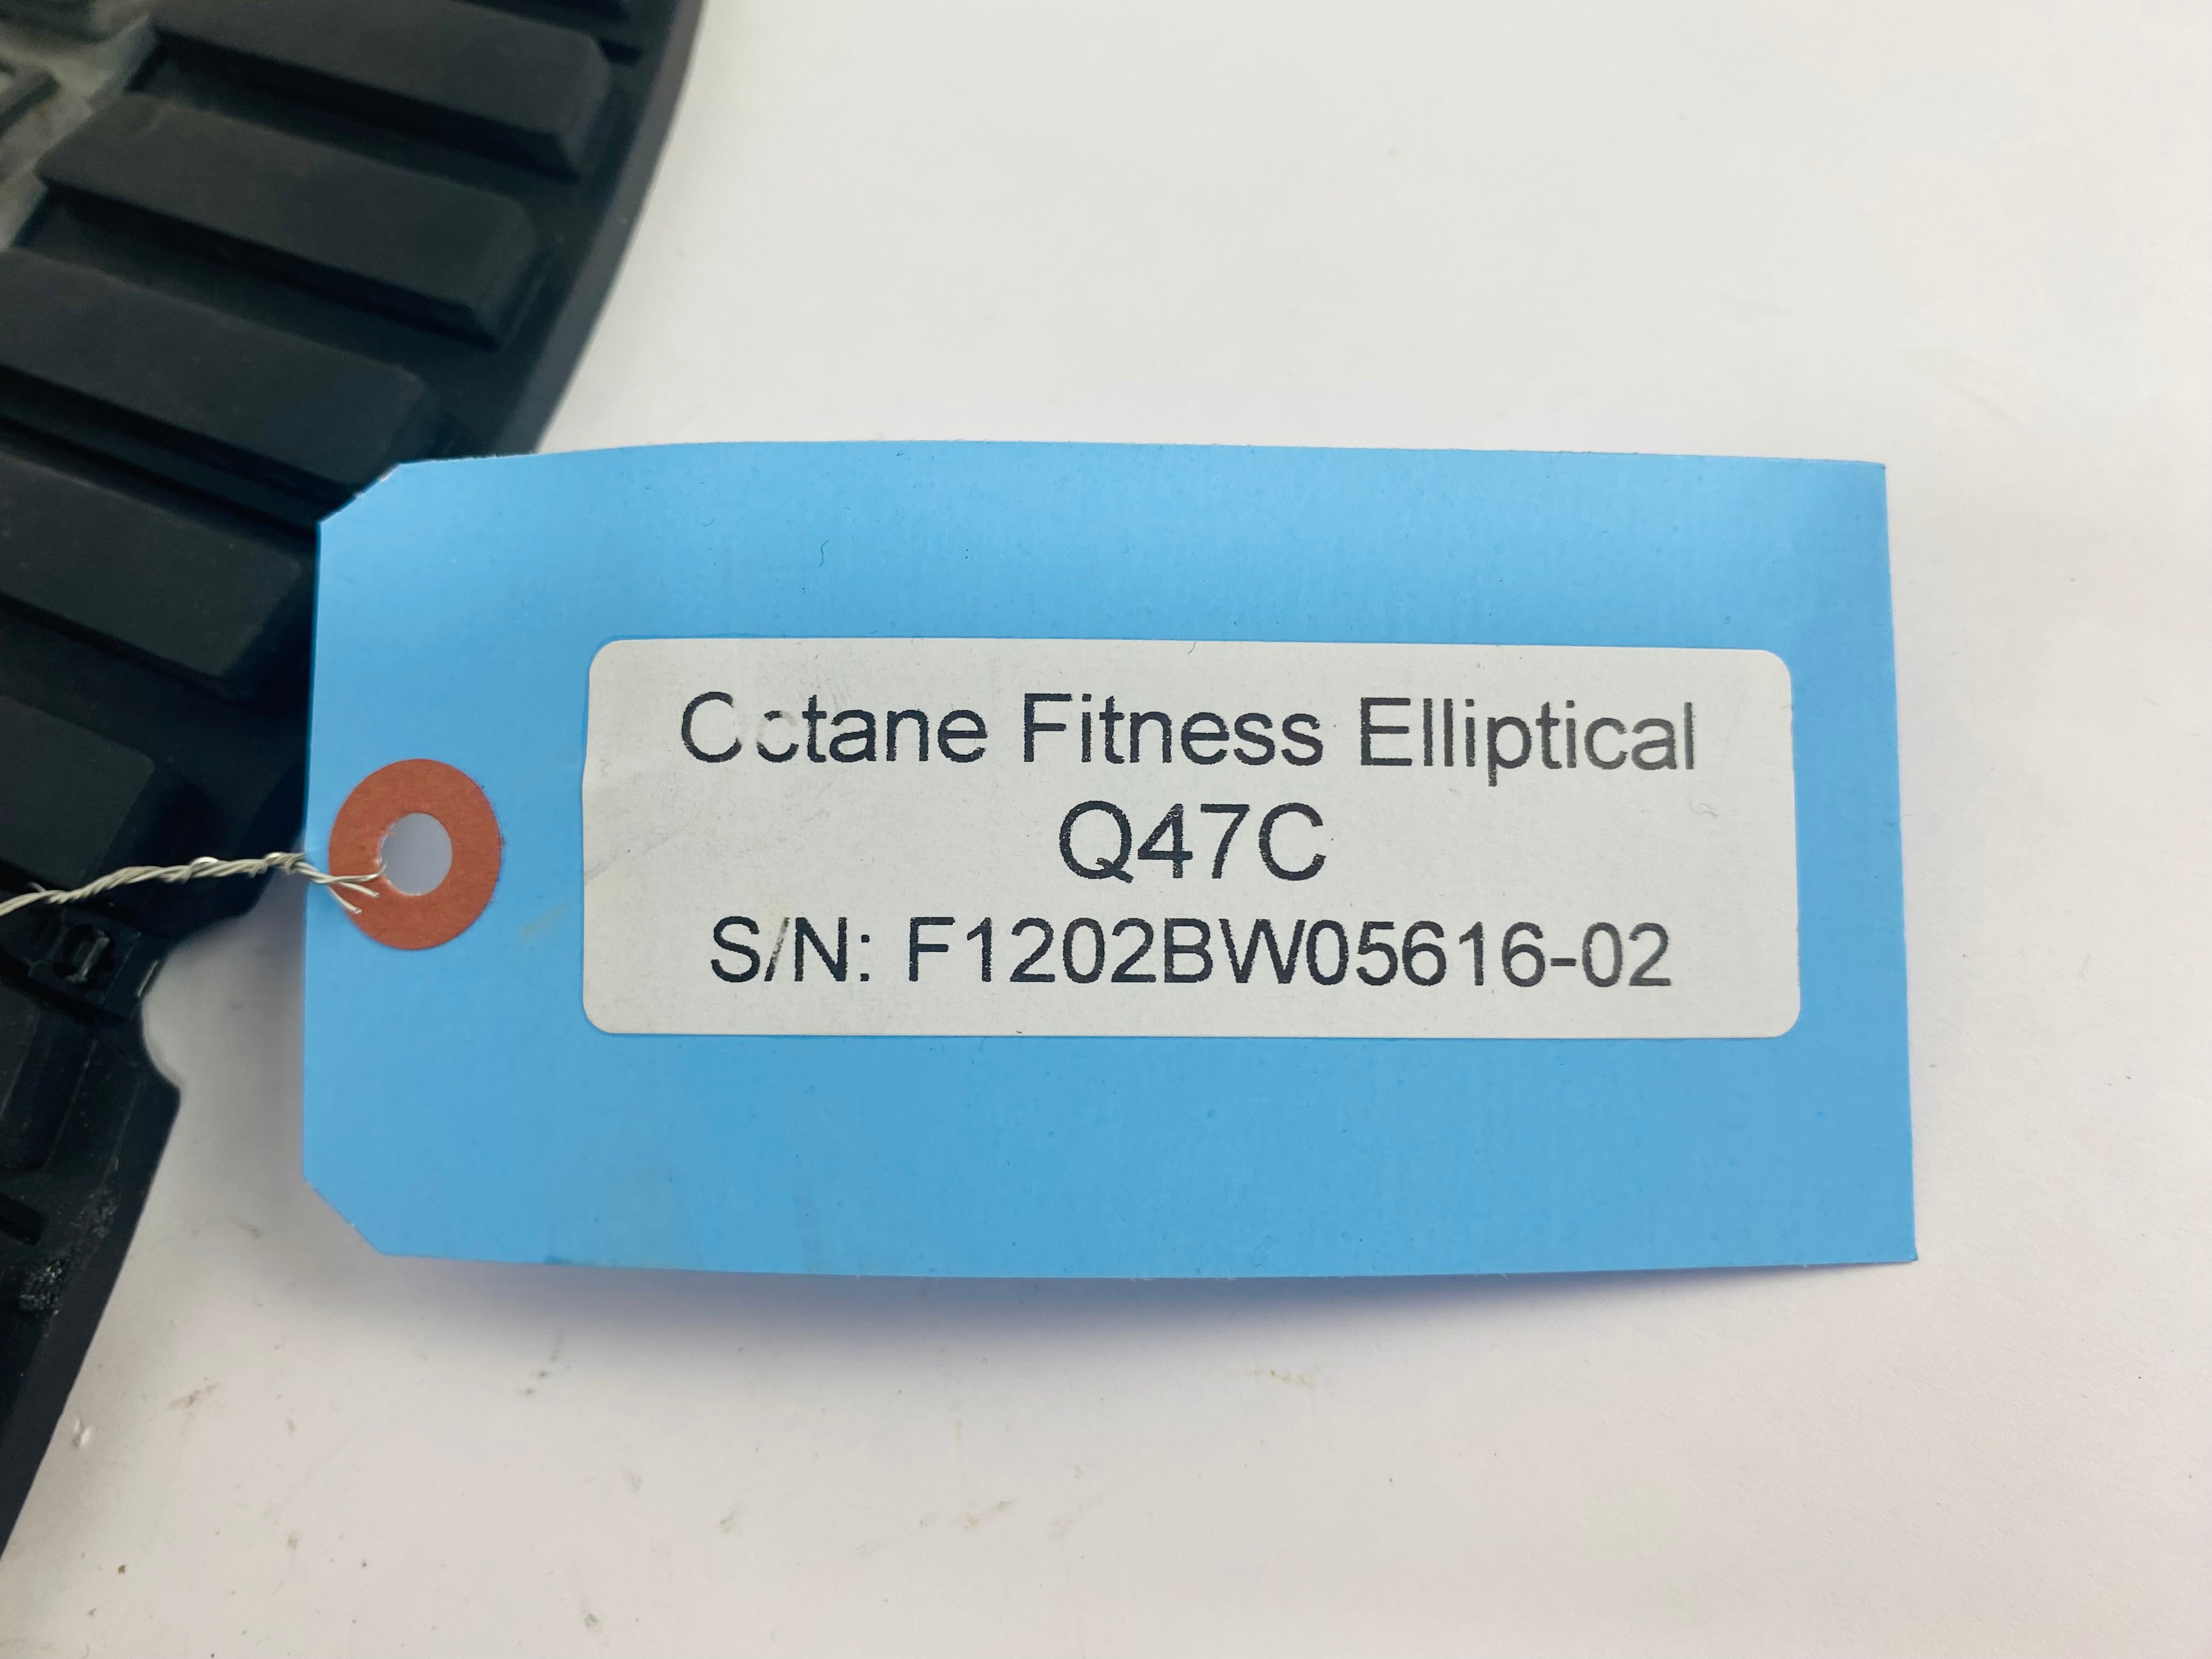 Octane Fitness Elliptical
Q47C
S/N: F1202BW05616-02